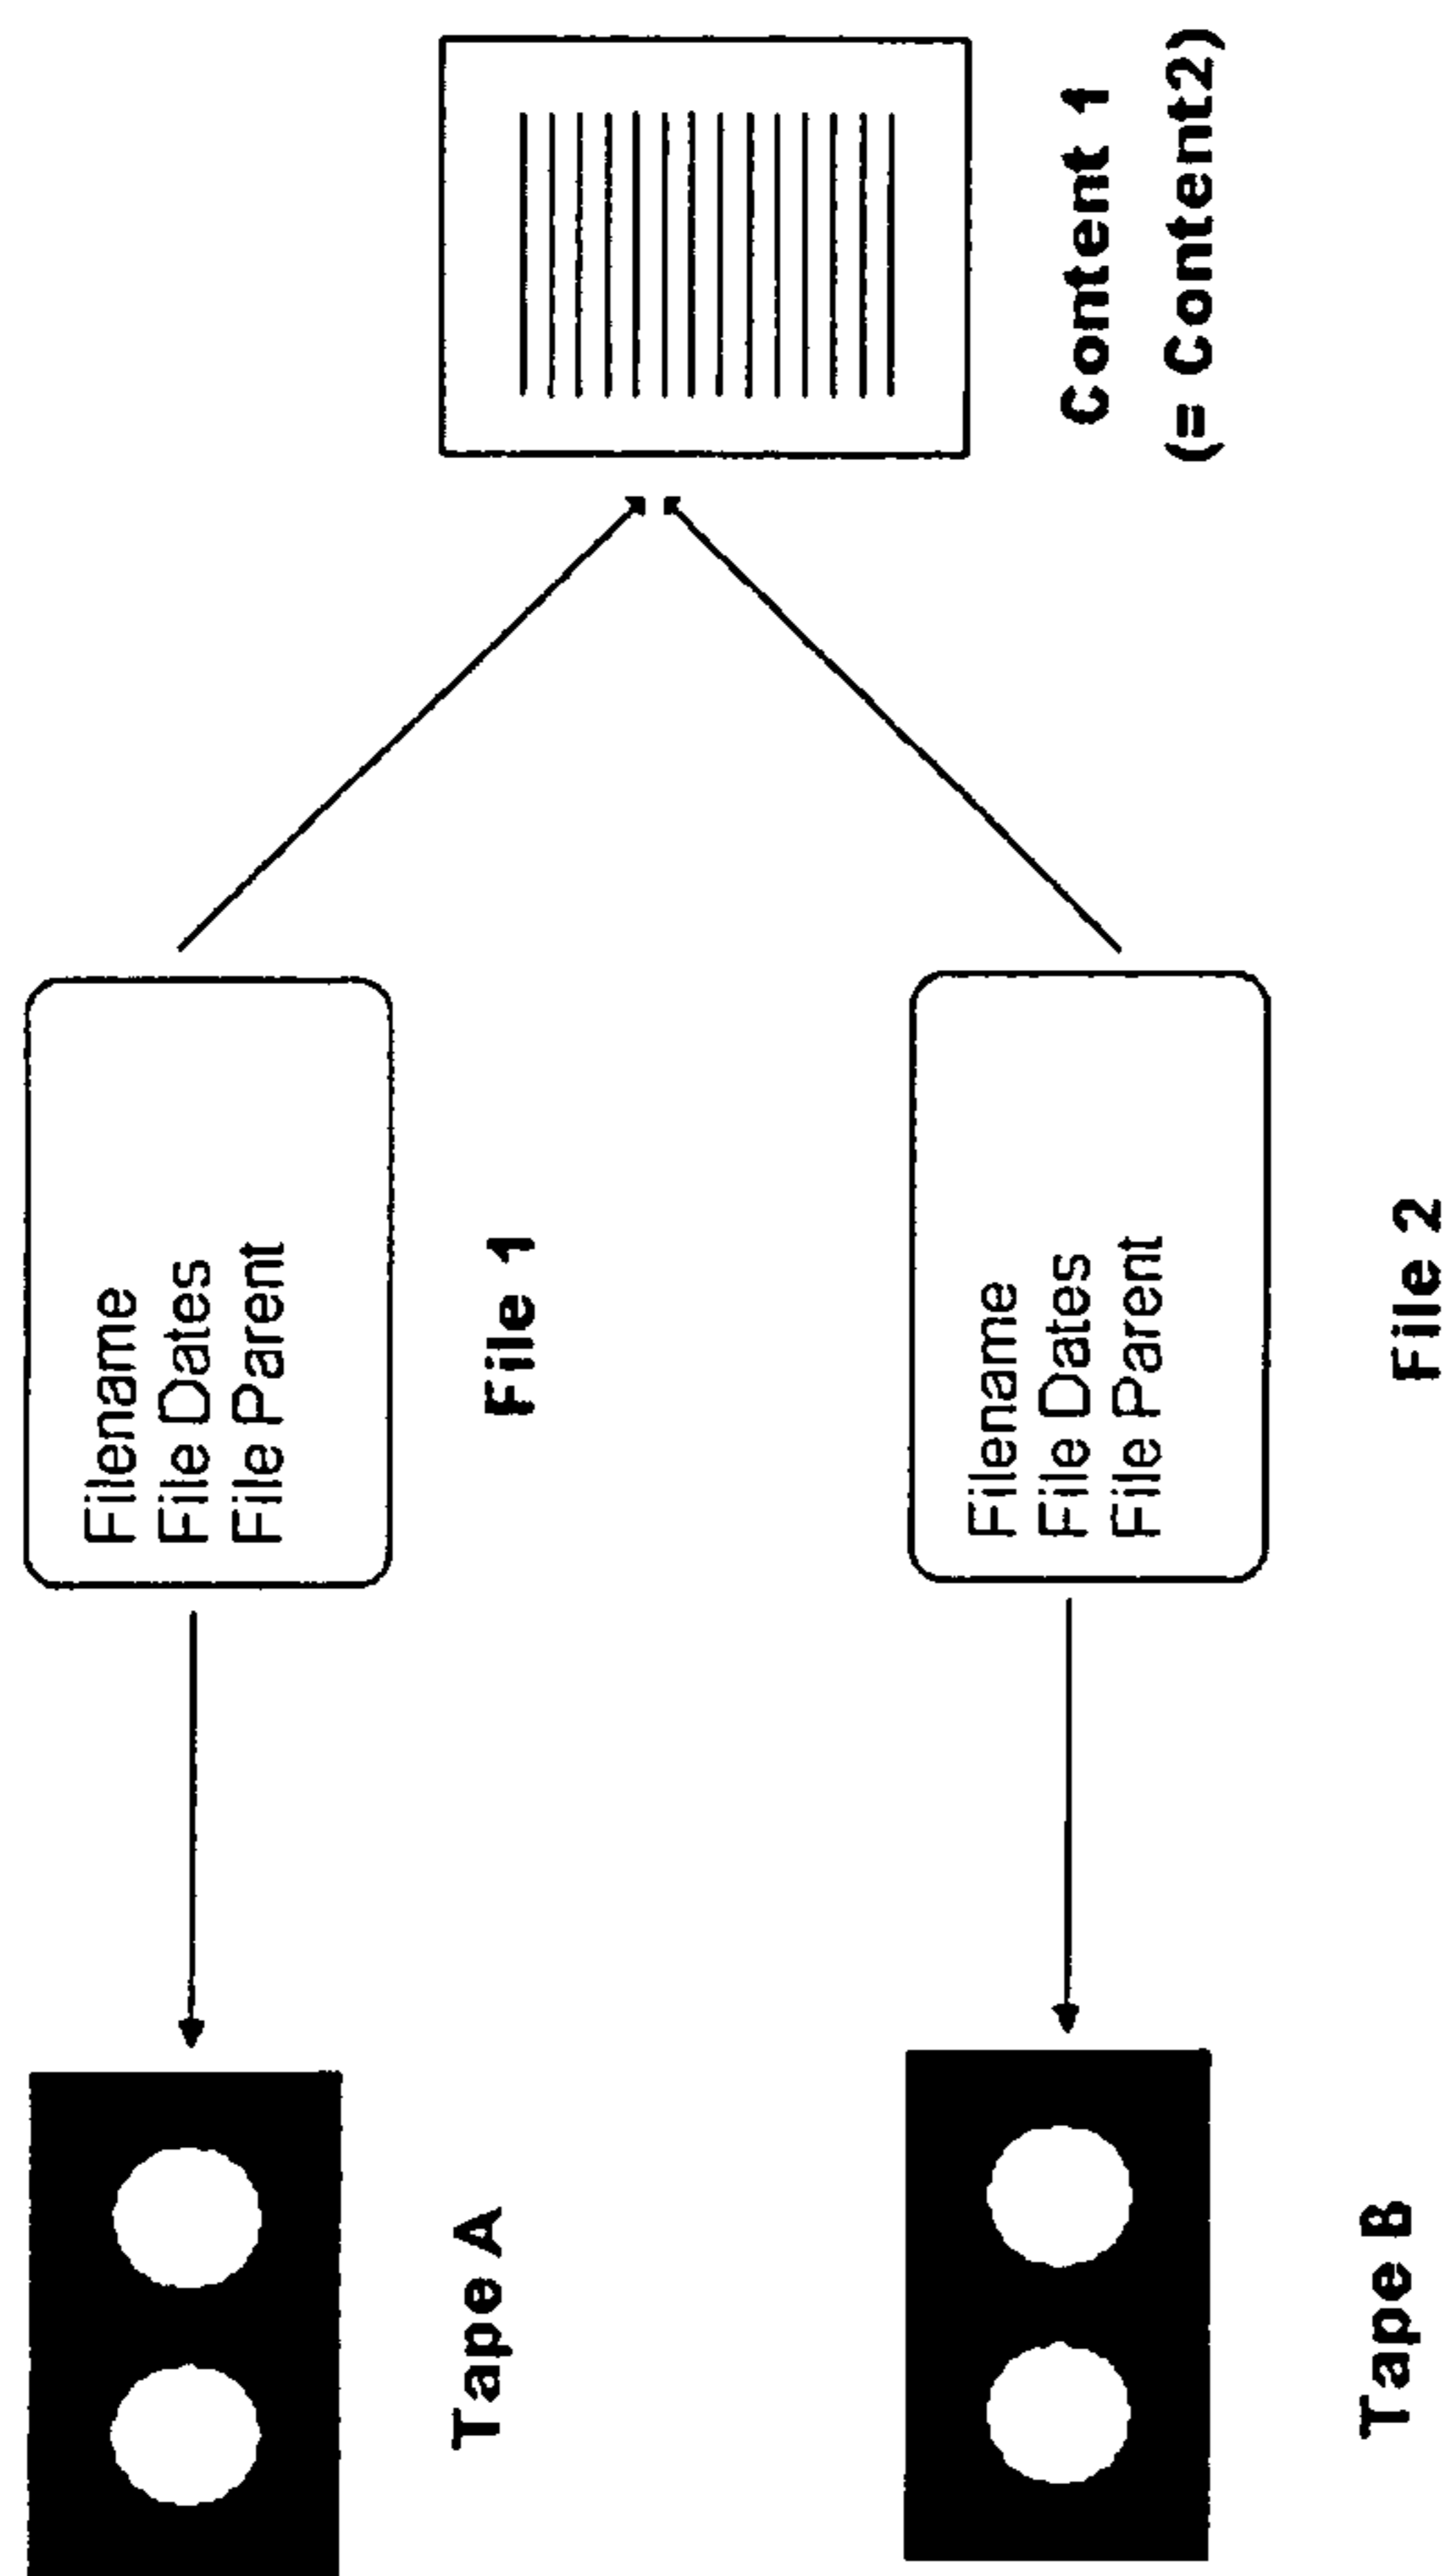 Tape A
Filename
File Dates
File Parent
File 1
Content 1
(= Content2)
Tape B
Filename
File Dates
File Parent
File 2